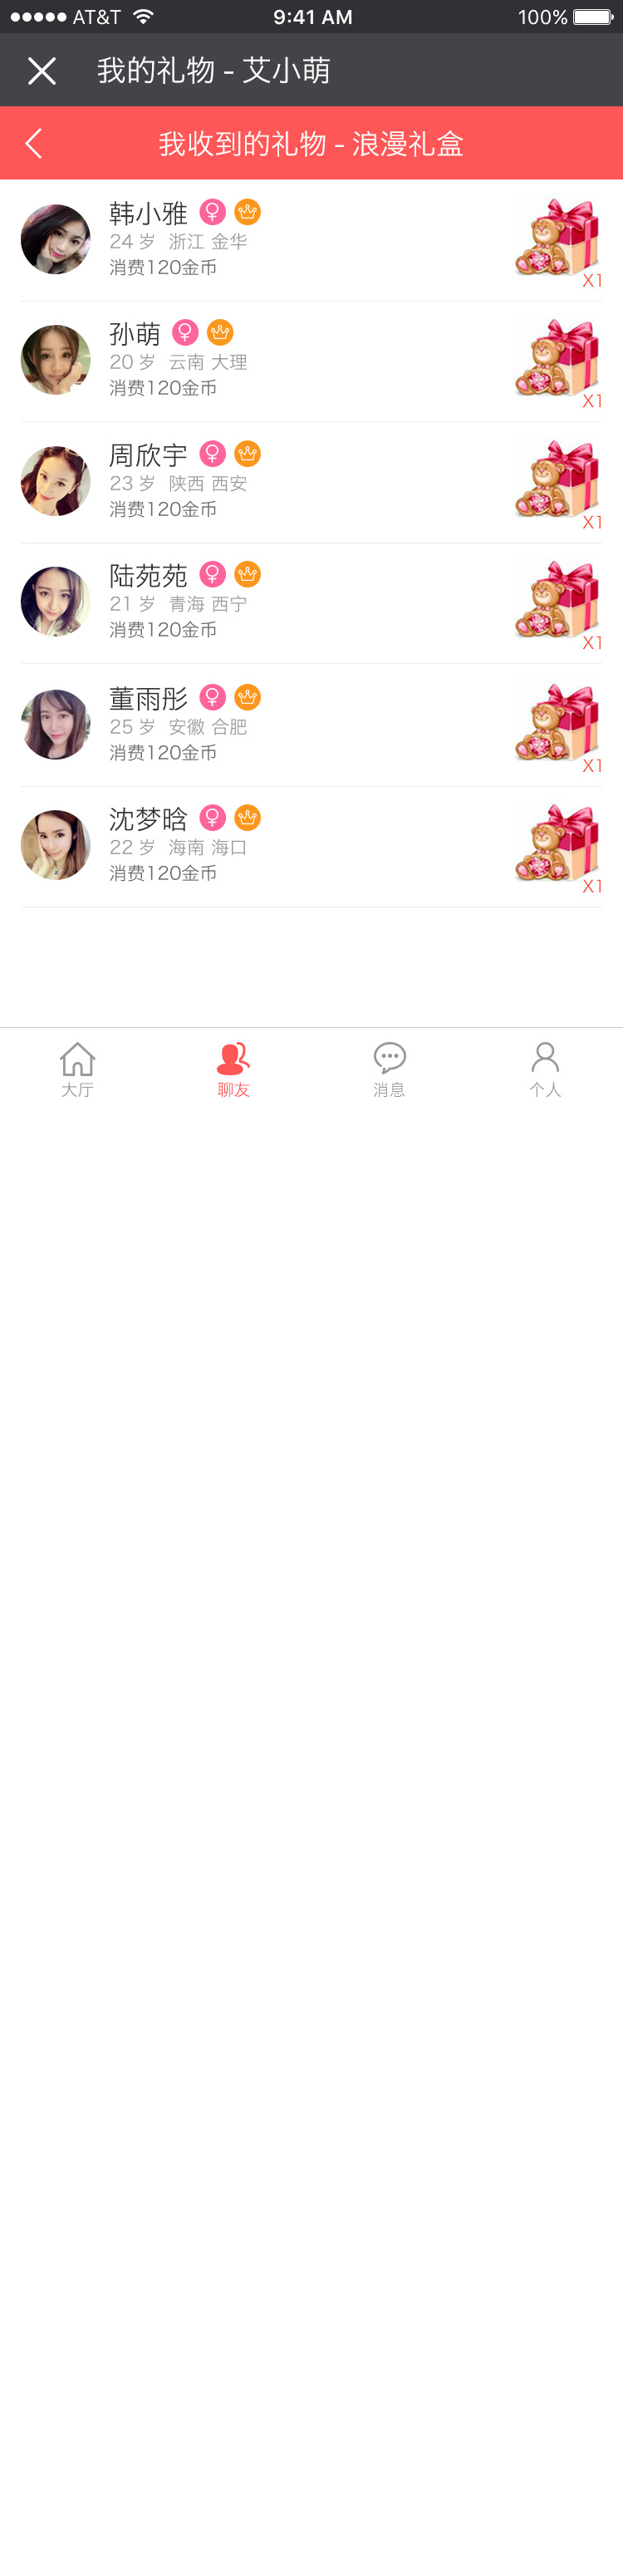 AT&T 9:41 AM 100%
我的礼物 - 艾小萌
我收到的礼物 - 浪漫礼盒
韩小雅
24 岁 浙江 金华
消费120金币
X1
孙萌
20 岁 云南 大理
消费120金币
X1
周欣宇
23 岁 陕西 西安
消费120金币
X1
陆苑苑
21 岁 青海 西宁
消费120金币
X1
董雨彤
25 岁 安徽 合肥
消费120金币
X1
沈梦晗
22 岁 海南 海口
消费120金币
X1
大厅 聊友 消息 个人